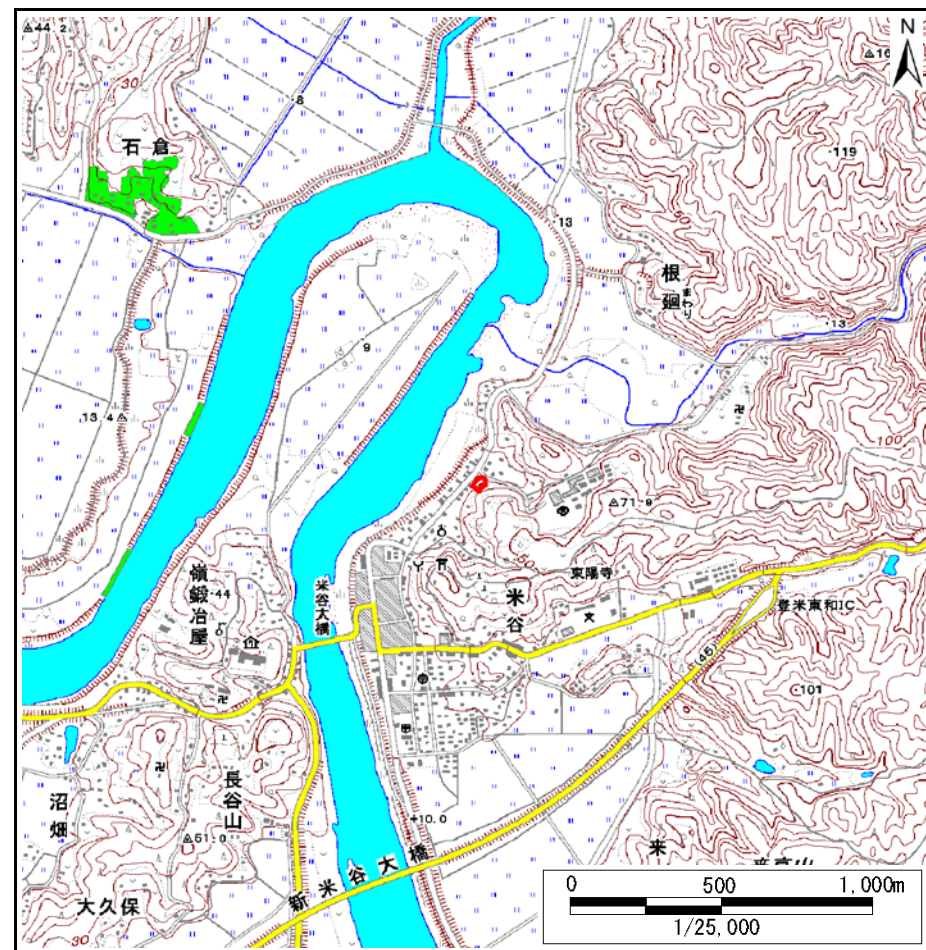 44.2
N
16
30
8
石倉
119
50
13
根廻
まわり
13
9
13.4
100
71.9
嶺鍛冶屋
44
米谷大橋
東陽寺
米谷
登米東和IC
(45)
101
沼畑
長谷山
51.0
10.0
新米谷大橋
来
大久保
30
0 500 1,000m
1/25,000